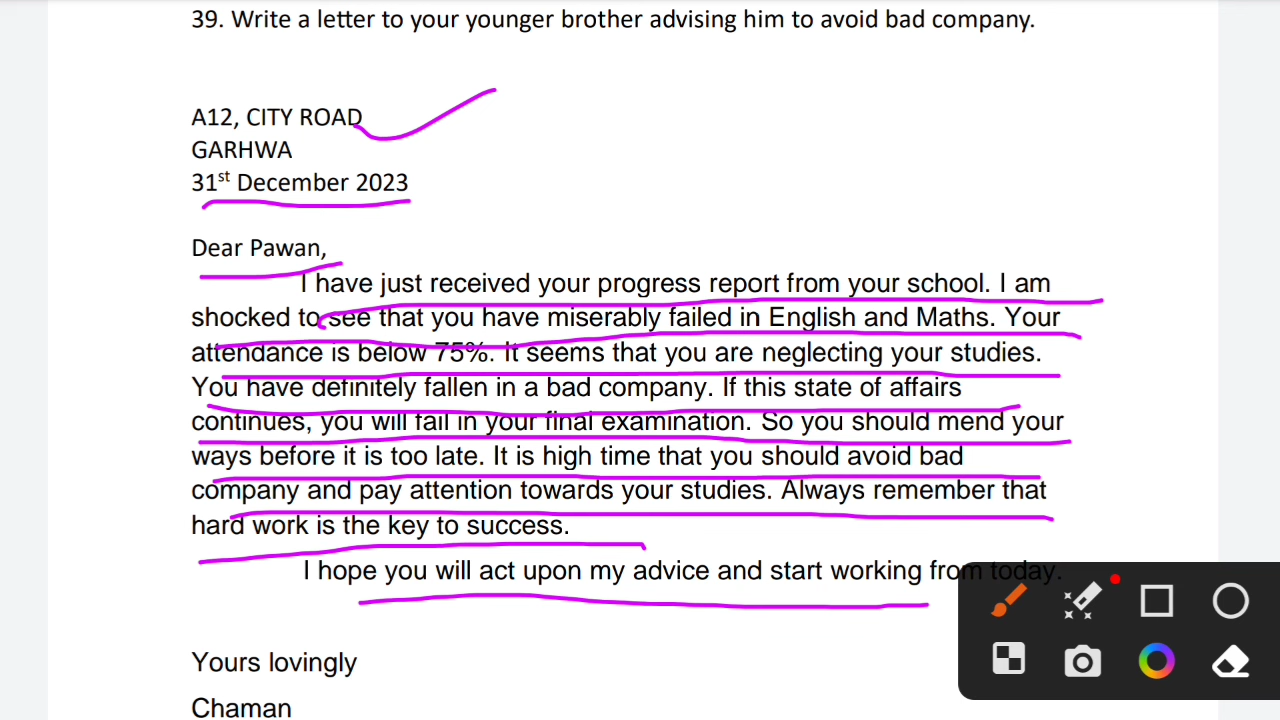 39. Write a letter to your younger brother advising him to avoid bad company.
A12, CITY ROAD
GARHWA
31st December 2023
Dear Pawan,
I have just received your progress report from your school. I am
shocked to see that you have miserably failed in English and Maths. Your
attendance is below 75%. It seems that you are neglecting your studies.
You have definitely fallen in a bad company. If this state of affairs
continues, you will fail in your final examination. So you should mend your
ways before it is too late. It is high time that you should avoid bad
company and pay attention towards your studies. Always remember that
hard work is the key to success.
I hope you will act upon my advice and start working from today.
Yours lovingly
Chaman